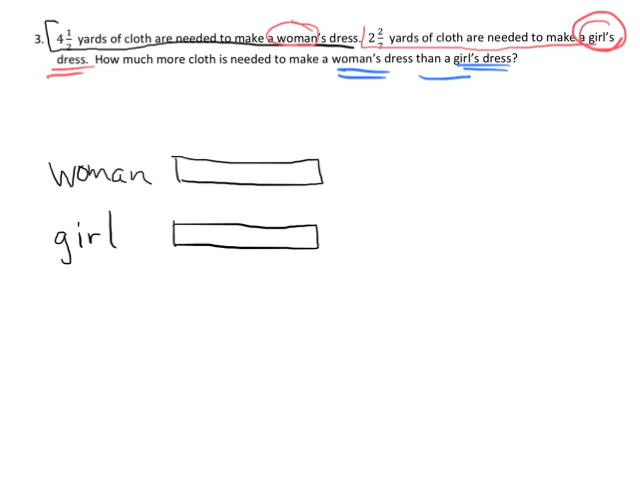 3. 4 1/2 yards of cloth are needed to make a woman's dress. 2 2/7 yards of cloth are needed to make a girl's
dress. How much more cloth is needed to make a woman's dress than a girl's dress?
woman
girl